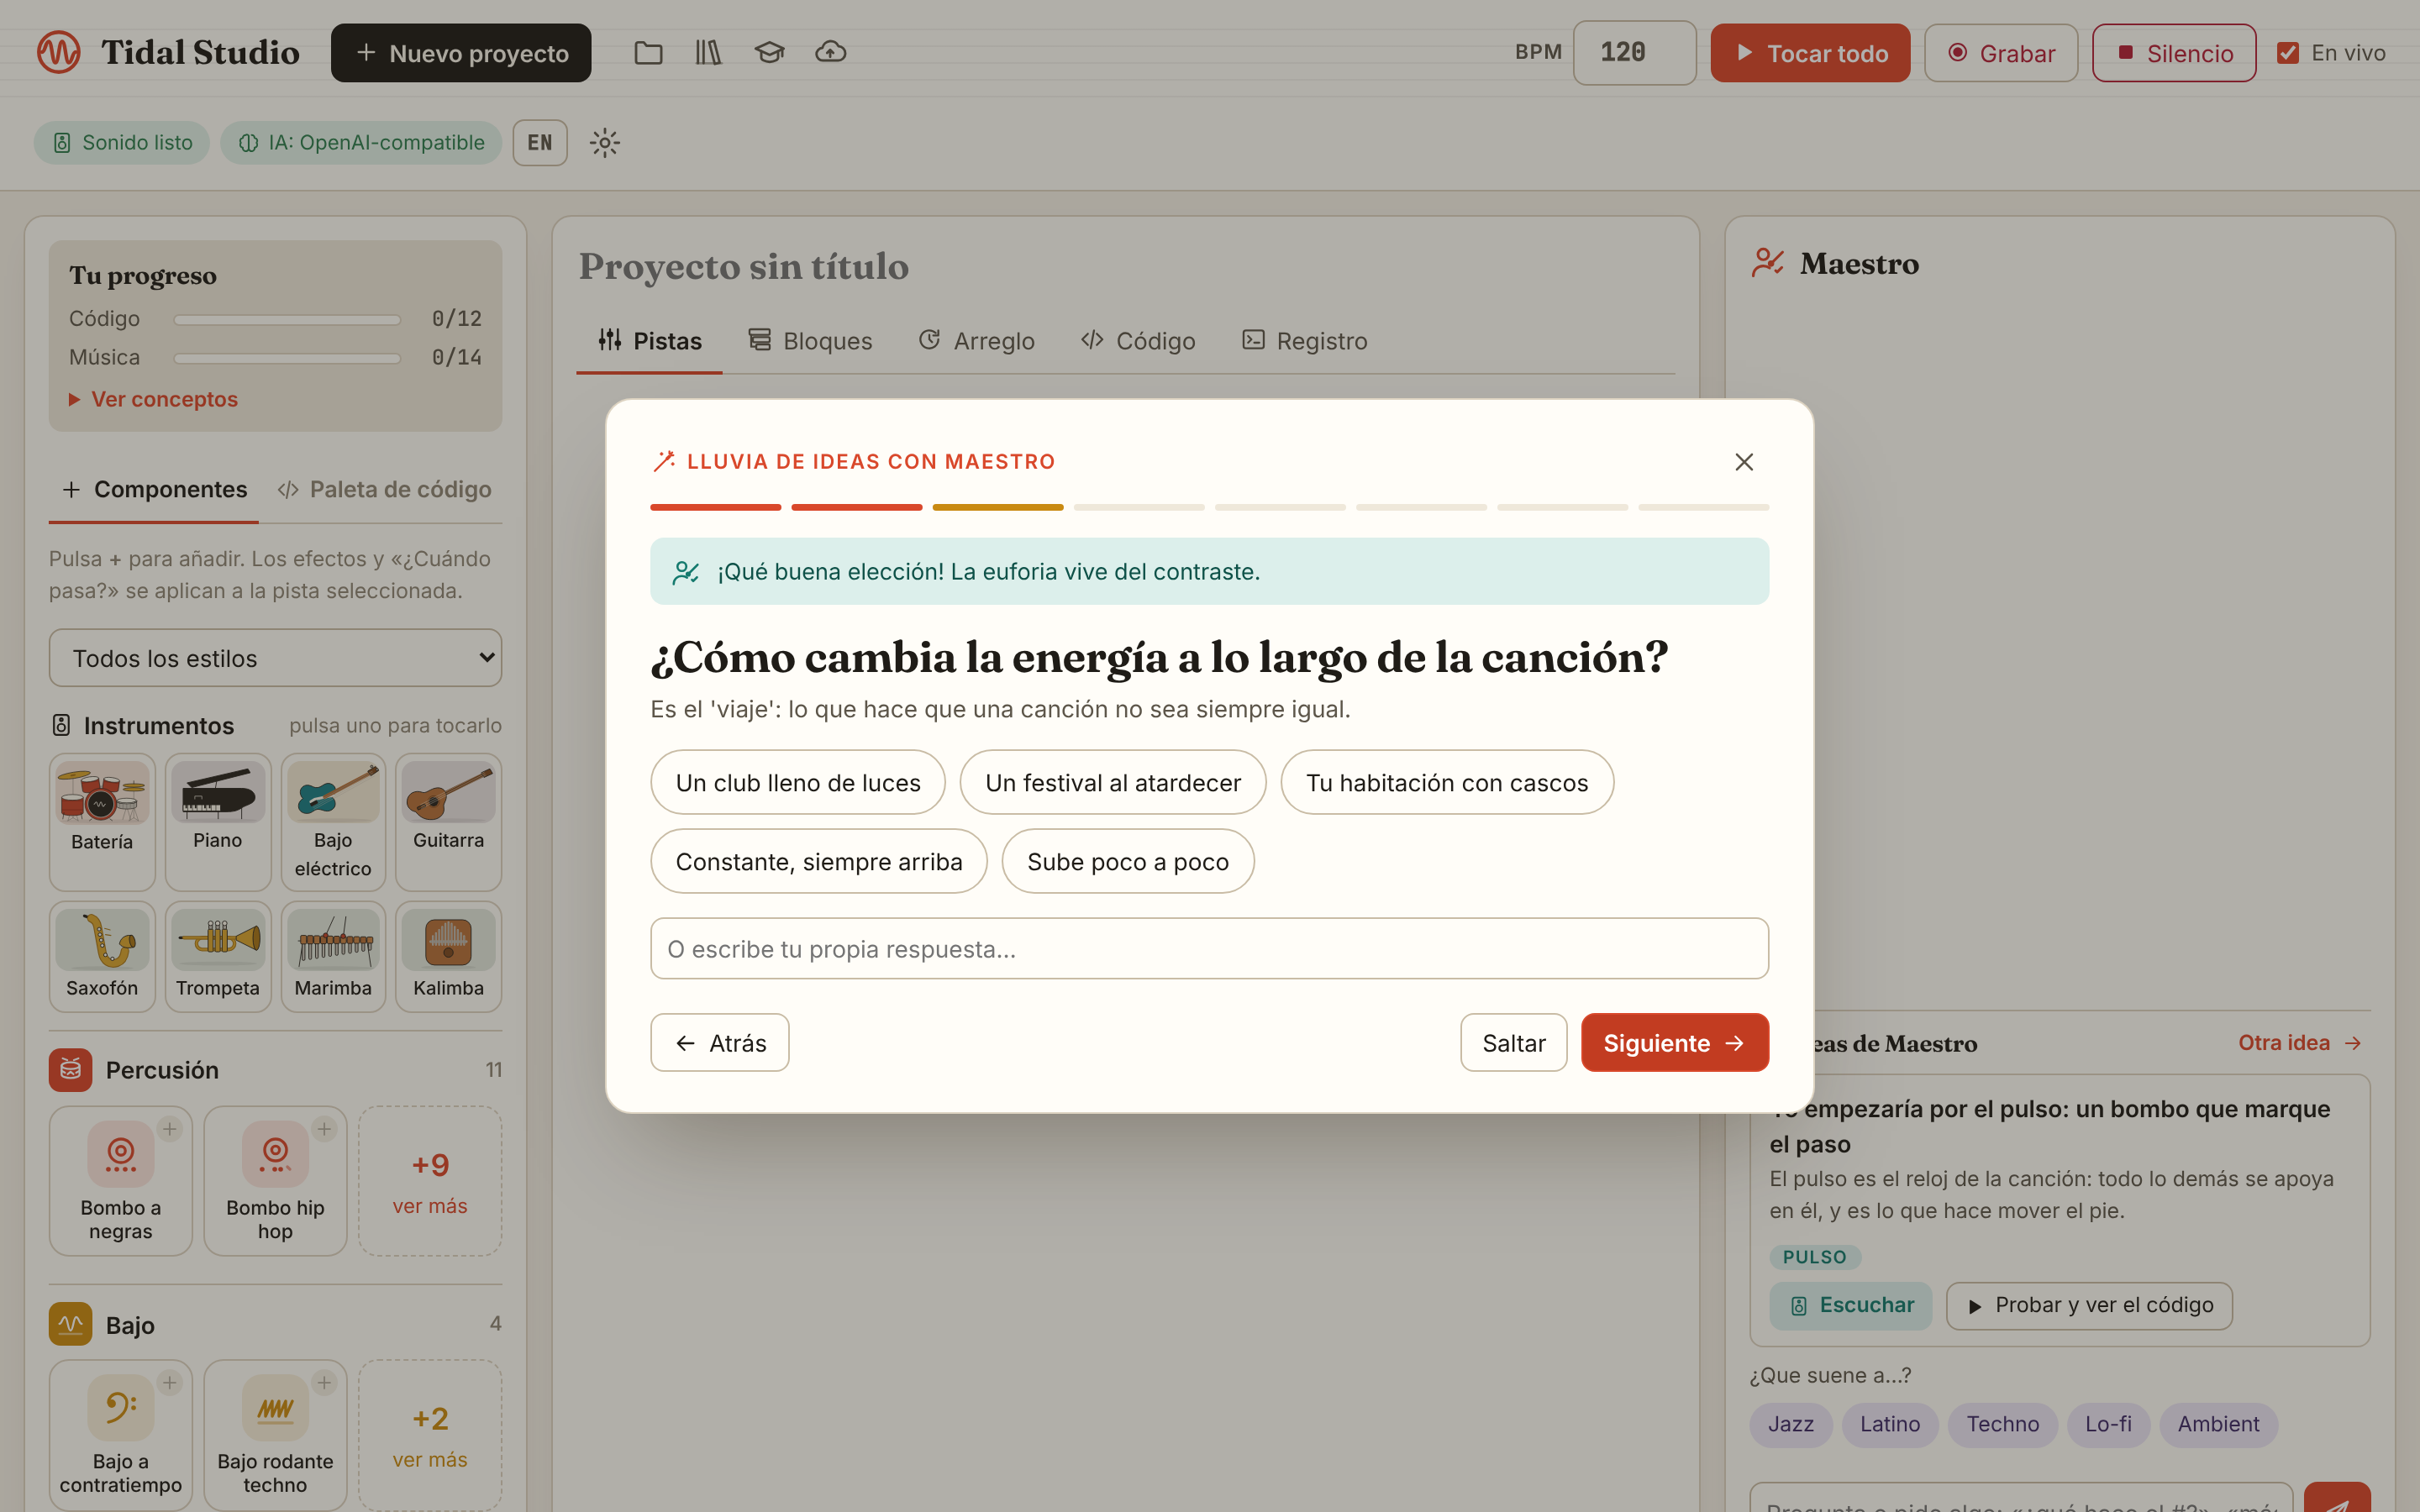 Tidal Studio
+ Nuevo proyecto
BPM
120
Tocar todo
Grabar
Silencio
En vivo
Sonido listo
IA: OpenAI-compatible
EN
Tu progreso
Código
0/12
Música
0/14
Ver conceptos
+ Componentes
</> Paleta de código
Pulsa + para añadir. Los efectos y «¿Cuándo
pasa?» se aplican a la pista seleccionada.
Todos los estilos
Instrumentos
pulsa uno para tocarlo
Batería
Piano
Bajo
eléctrico
Guitarra
Saxofón
Trompeta
Marimba
Kalimba
Percusión
11
Bombo a
negras
Bombo hip
hop
+9
ver más
Bajo
4
Bajo a
contratiempo
Bajo rodante
techno
+2
ver más
Proyecto sin título
Pistas
Bloques
Arreglo
</> Código
Registro
LLUVIA DE IDEAS CON MAESTRO
¡Qué buena elección! La euforia vive del contraste.
¿Cómo cambia la energía a lo largo de la canción?
Es el 'viaje': lo que hace que una canción no sea siempre igual.
Un club lleno de luces
Un festival al atardecer
Tu habitación con cascos
Constante, siempre arriba
Sube poco a poco
O escribe tu propia respuesta...
← Atrás
Saltar
Siguiente →
Maestro
de Maestro
Otra idea →
empezaría por el pulso: un bombo que marque
el paso
El pulso es el reloj de la canción: todo lo demás se apoya
en él, y es lo que hace mover el pie.
PULSO
Escuchar
Probar y ver el código
¿Que suene a...?
Jazz
Latino
Techno
Lo-fi
Ambient